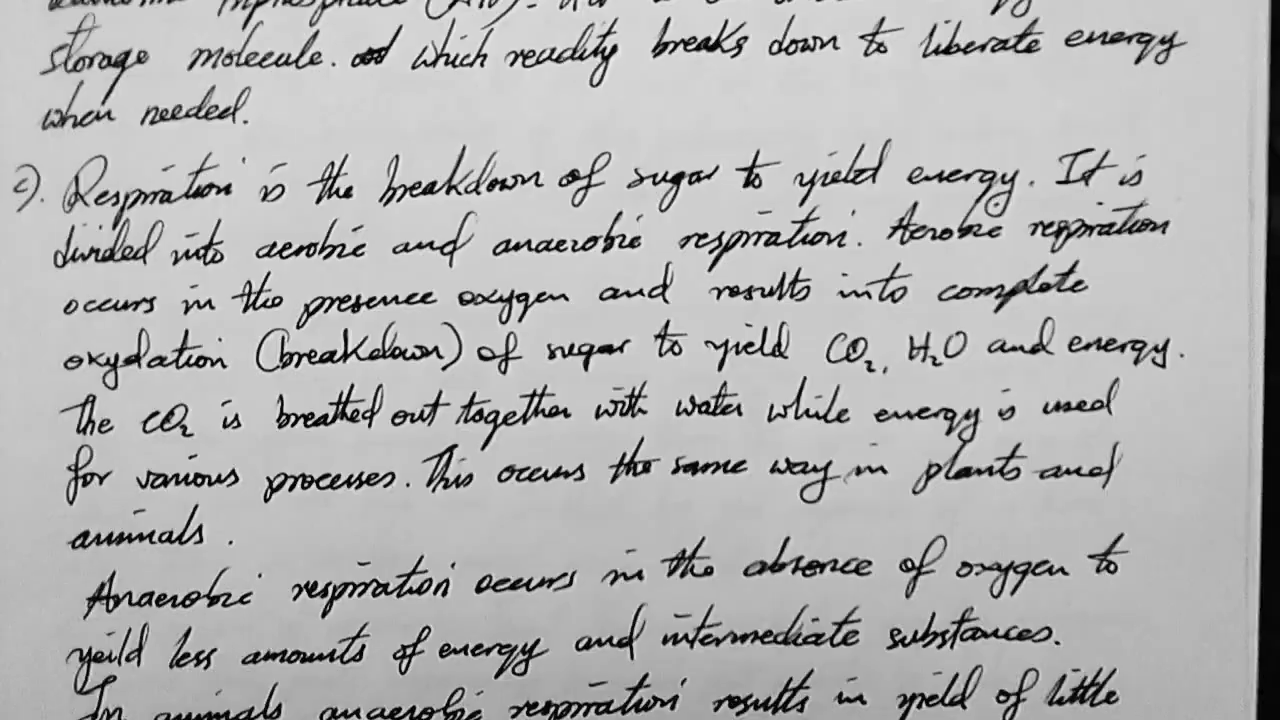 Triphosphate
storage molecule. which readity breaks down to liberate energy
when needed.
c). Respiration is the breakdown of sugar to yield energy. It is
divided into aerobic and anaerobic respiration. Aerobic respiration
occurs in the presence oxygen and results into complete
oxydation (breakdown) of sugar to yield CO₂, H₂O and energy.
The CO₂ is breathed out together with water while energy is used
for various processes. This occurs the same way in plants and
animals.
Anaerobic respiration occurs in the absence of oxygen to
yeild less amounts of energy and intermediate substances.
In animals anaerobic respiration results in yield of little